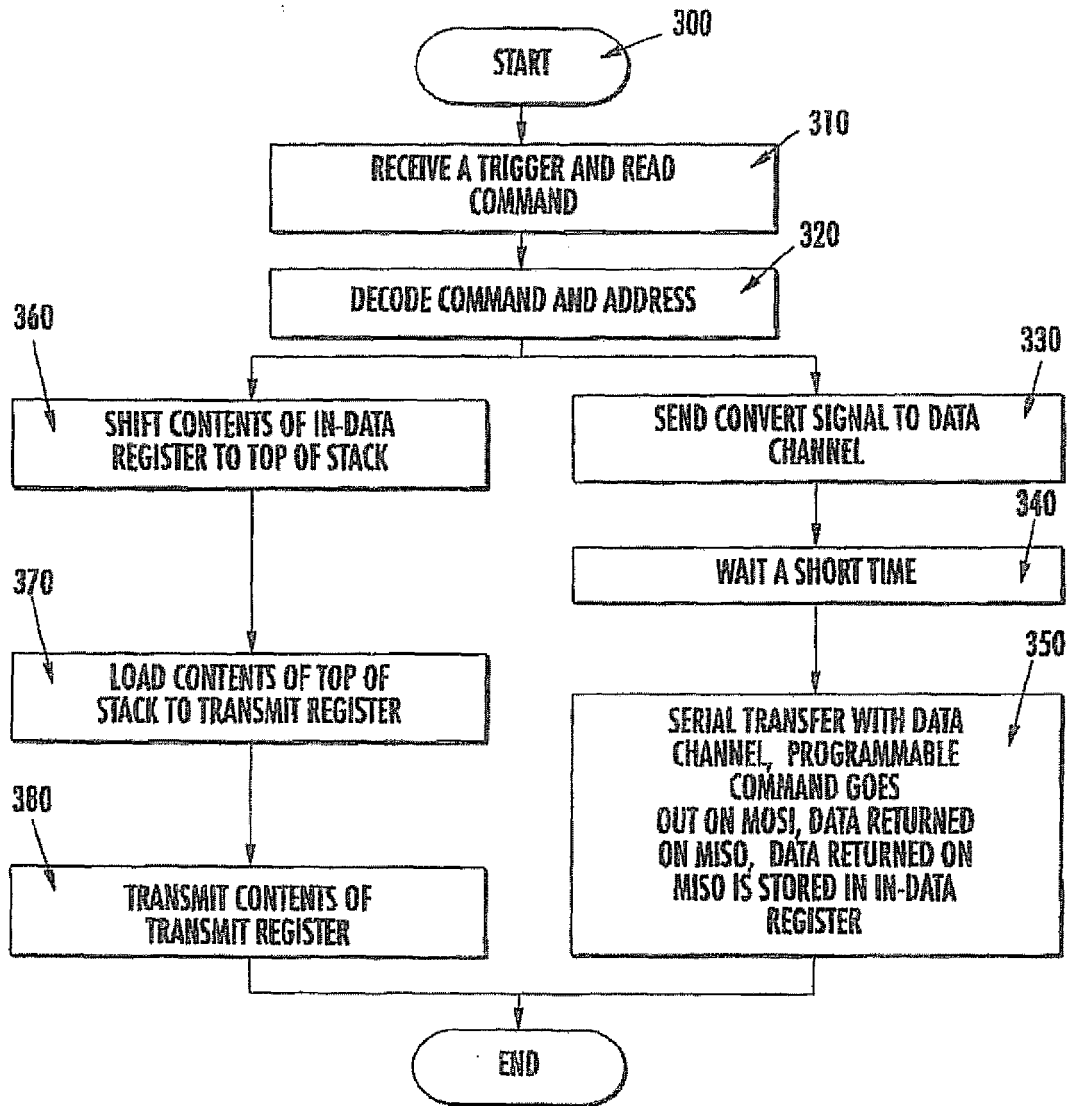 300
START
310
RECEIVE A TRIGGER AND READ
COMMAND
320
DECODE COMMAND AND ADDRESS
360
SHIFT CONTENTS OF IN-DATA
REGISTER TO TOP OF STACK
330
SEND CONVERT SIGNAL TO DATA
CHANNEL
340
WAIT A SHORT TIME
370
LOAD CONTENTS OF TOP OF
STACK TO TRANSMIT REGISTER
350
SERIAL TRANSFER WITH DATA
CHANNEL, PROGRAMMABLE
COMMAND GOES
OUT ON MOSI, DATA RETURNED
ON MISO, DATA RETURNED ON
MISO IS STORED IN IN-DATA
REGISTER
380
TRANSMIT CONTENTS OF
TRANSMIT REGISTER
END